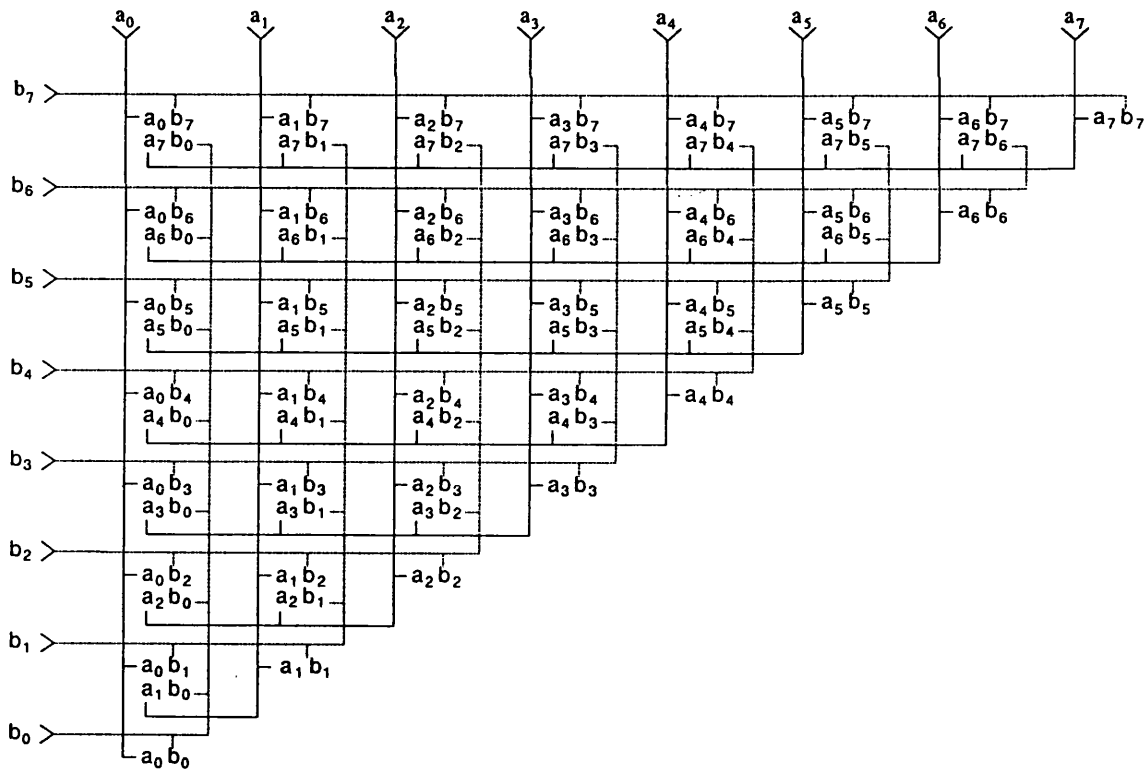 a₀ a₁ a₂ a₃ a₄ a₅ a₆ a₇
b₇
a₀b₇ a₁b₇ a₂b₇ a₃b₇ a₄b₇ a₅b₇ a₆b₇ a₇b₇
a₇b₀ a₇b₁ a₇b₂ a₇b₃ a₇b₄ a₇b₅ a₇b₆
b₆
a₀b₆ a₁b₆ a₂b₆ a₃b₆ a₄b₆ a₅b₆ a₆b₆
a₆b₀ a₆b₁ a₆b₂ a₆b₃ a₆b₄ a₆b₅
b₅
a₀b₅ a₁b₅ a₂b₅ a₃b₅ a₄b₅ a₅b₅
a₅b₀ a₅b₁ a₅b₂ a₅b₃ a₅b₄
b₄
a₀b₄ a₁b₄ a₂b₄ a₃b₄ a₄b₄
a₄b₀ a₄b₁ a₄b₂ a₄b₃
b₃
a₀b₃ a₁b₃ a₂b₃ a₃b₃
a₃b₀ a₃b₁ a₃b₂
b₂
a₀b₂ a₁b₂ a₂b₂
a₂b₀ a₂b₁
b₁
a₀b₁ a₁b₁
a₁b₀
b₀
a₀b₀